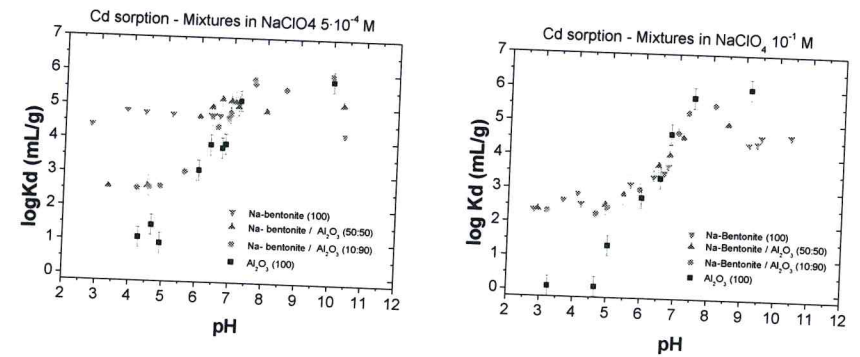 Cd sorption - Mixtures in NaClO4 5·10⁻⁴ M
7
6
5
4
3
2
1
0
logKd (mL/g)
Na-bentonite (100)
Na- bentonite / Al₂O₃ (50:50)
Na- bentonite / Al₂O₃ (10:90)
Al₂O₃ (100)
2 3 4 5 6 7 8 9 10 11 12
pH
Cd sorption - Mixtures in NaClO₄ 10⁻¹ M
7
6
5
4
3
2
1
0
log Kd (mL/g)
Na-Bentonite (100)
Na-Bentonite / Al₂O₃ (50:50)
Na-Bentonite / Al₂O₃ (10:90)
Al₂O₃ (100)
2 3 4 5 6 7 8 9 10 11 12
pH